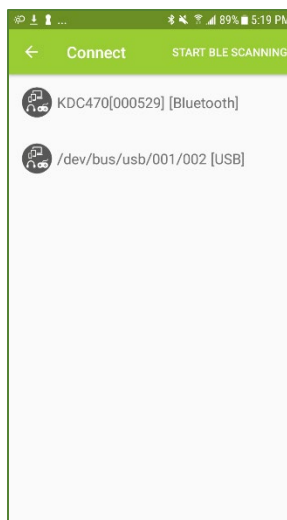 ... 89% 5:19 PM
Connect START BLE SCANNING
KDC470[000529] [Bluetooth]
/dev/bus/usb/001/002 [USB]